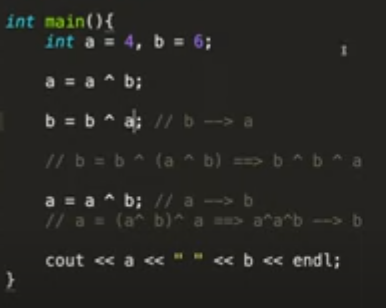 int main(){
int a = 4, b = 6;
a = a ^ b;
b = b ^ a; // b --> a
// b = b ^ (a ^ b) ==> b ^ b ^ a
a = a ^ b; // a --> b
// a = (a^ b)^ a ==> a^a^b --> b
cout << a << " " << b << endl;
}